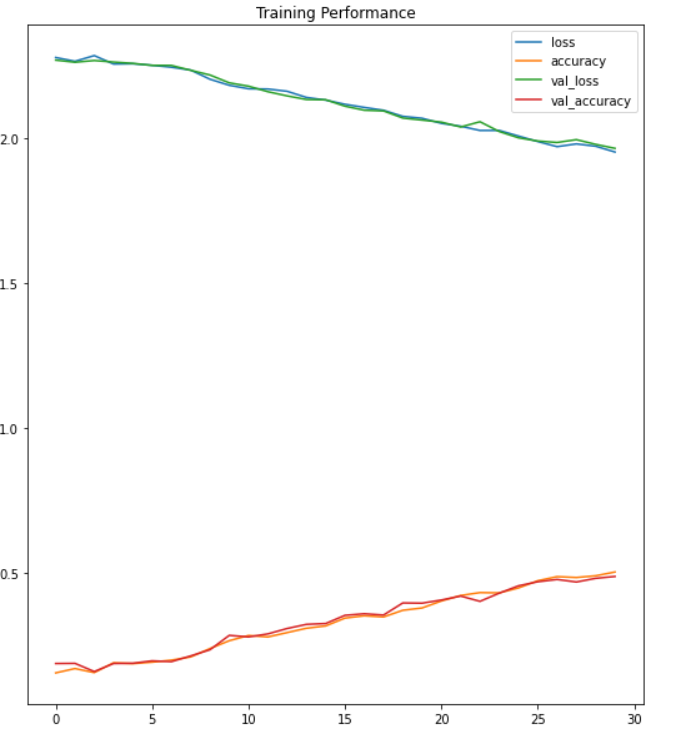 Training Performance
loss
accuracy
val_loss
val_accuracy
2.0
1.5
1.0
0.5
0 5 10 15 20 25 30